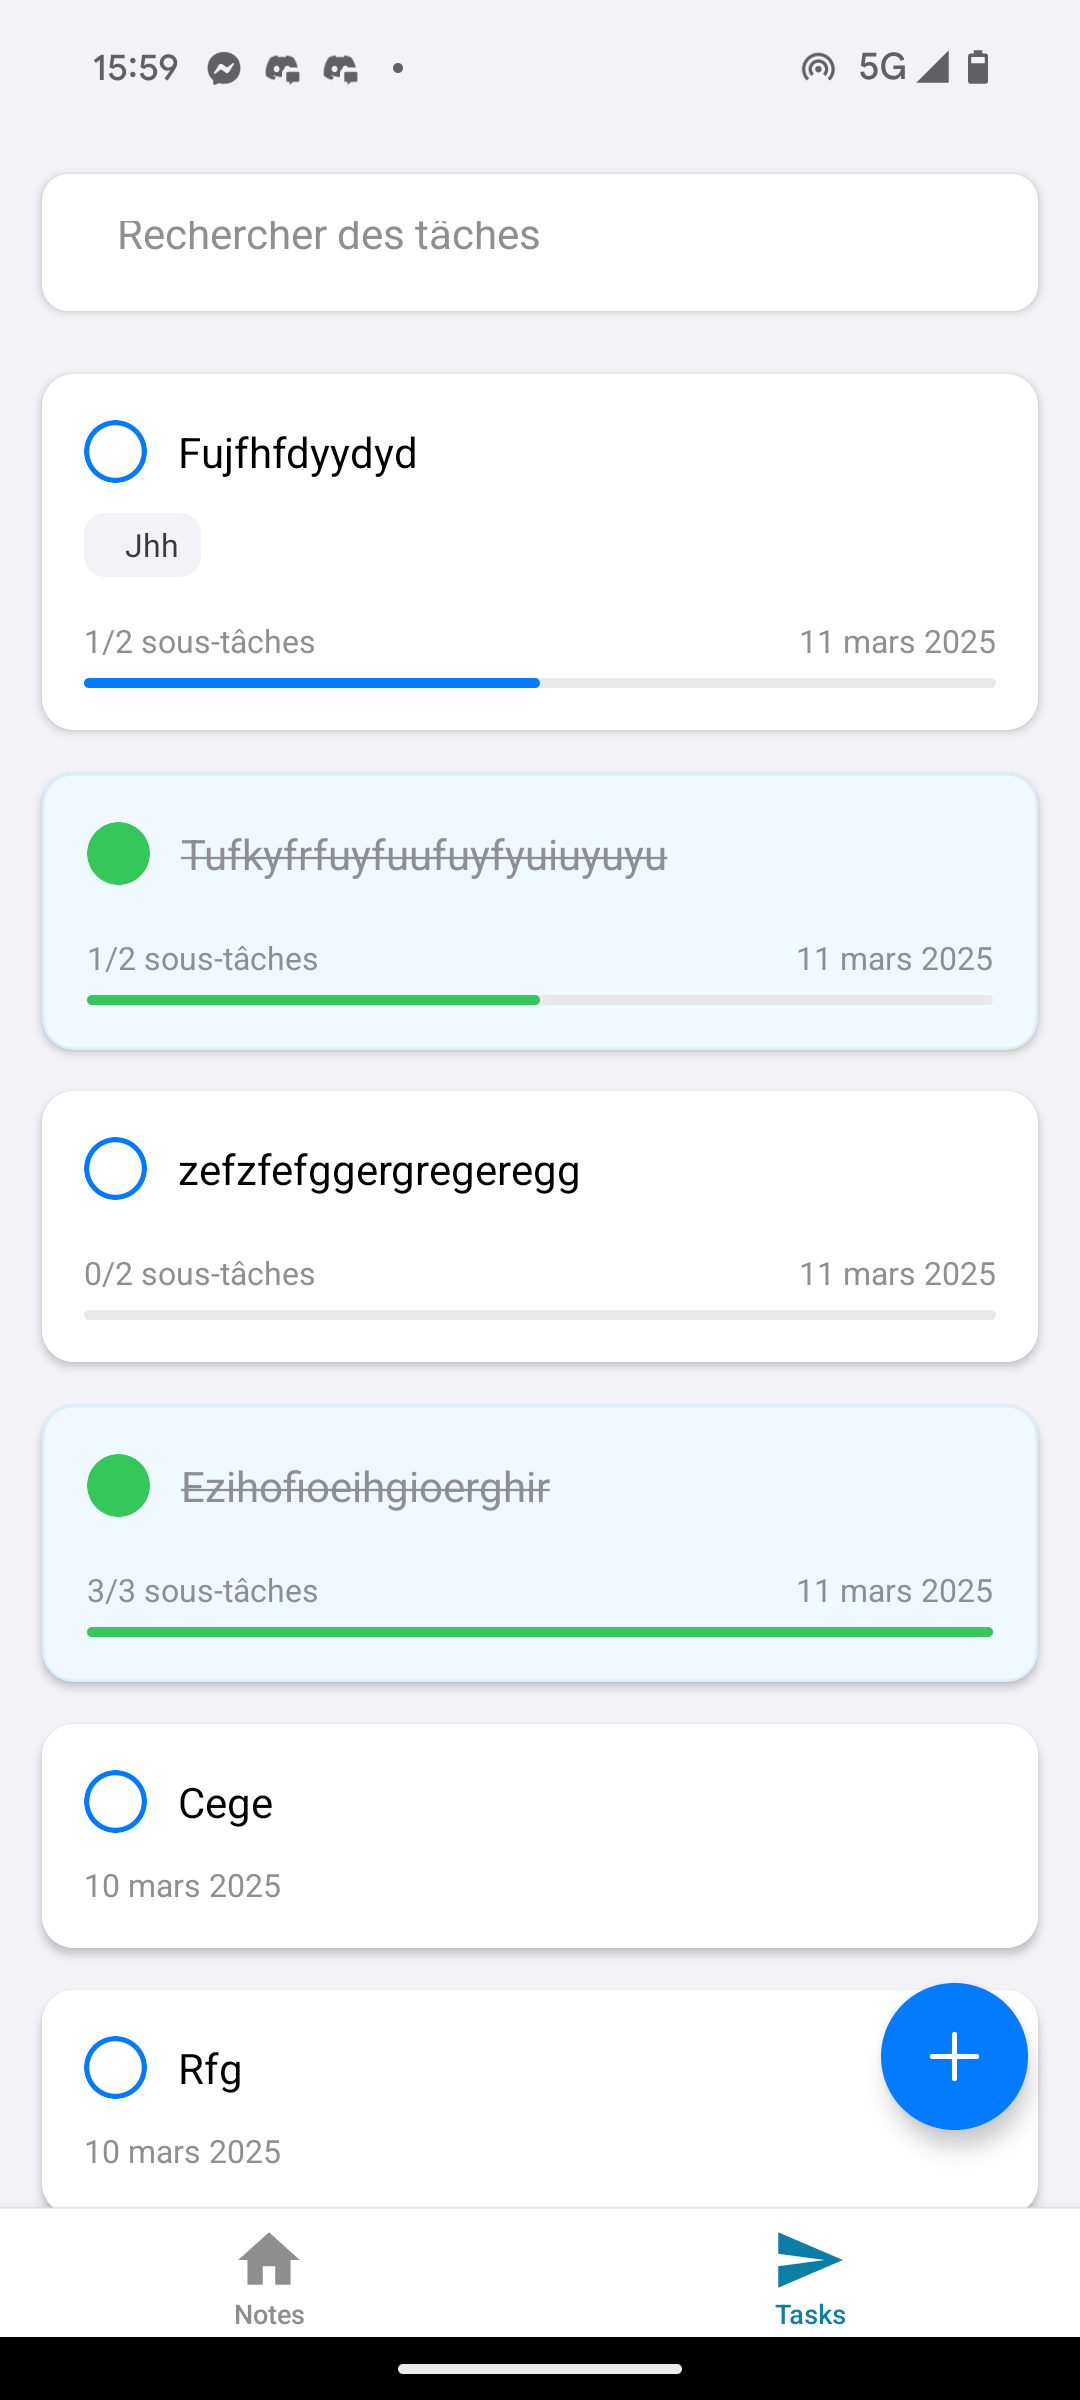 15:59
5G
Rechercher des tâches
Fujfhfdyydyd
Jhh
1/2 sous-tâches
11 mars 2025
Tufkyfrfuyfuufuyfyuiuyuyu
1/2 sous-tâches
11 mars 2025
zefzfefggergregeregg
0/2 sous-tâches
11 mars 2025
Ezihofioeihgioerghir
3/3 sous-tâches
11 mars 2025
Cege
10 mars 2025
Rfg
10 mars 2025
Notes
Tasks